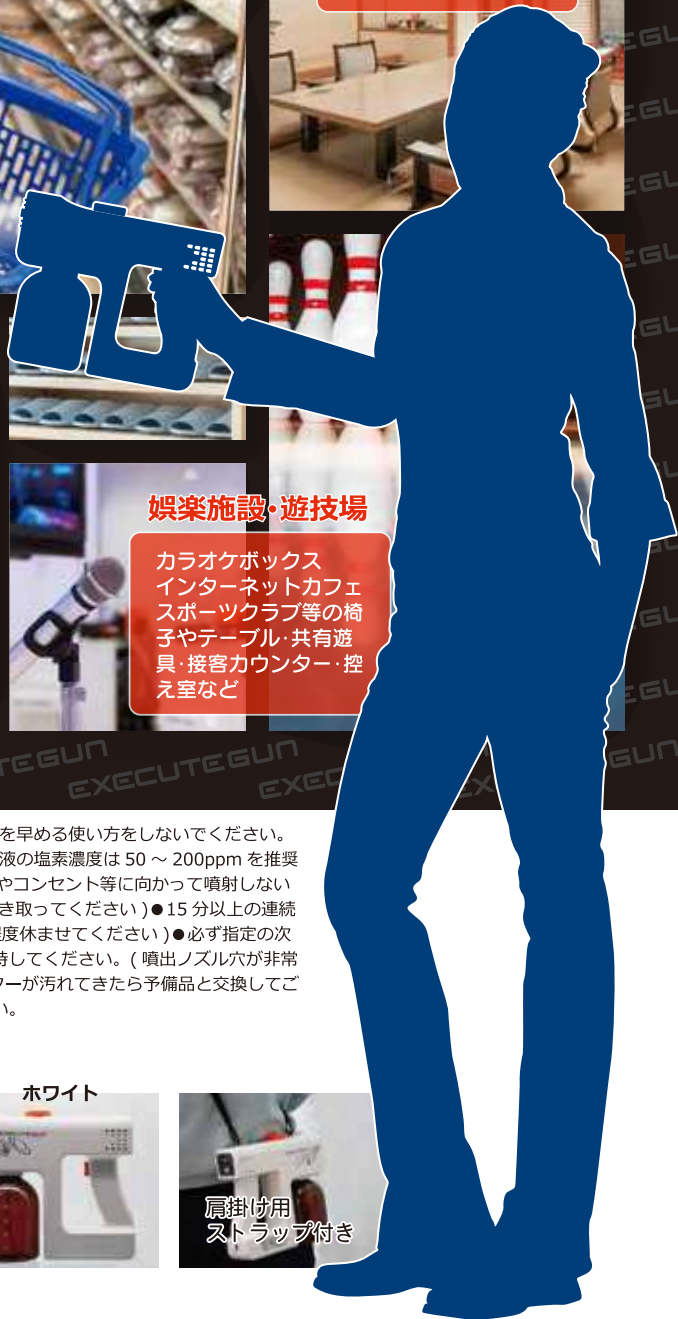 娯楽施設・遊技場
カラオケボックス
インターネットカフェ
スポーツクラブ等の椅
子やテーブル・共有遊
具・接客カウンター・控
え室など
EXECUTEGUN
を早める使い方をしないでください。
液の塩素濃度は 50 ～ 200ppm を推奨
やコンセント等に向かって噴射しない
き取ってください )●15 分以上の連続
度休ませてください )●必ず指定の次
持してください。( 噴出ノズル穴が非常
ターが汚れてきたら予備品と交換してご
い。
ホワイト
肩掛け用
ストラップ付き